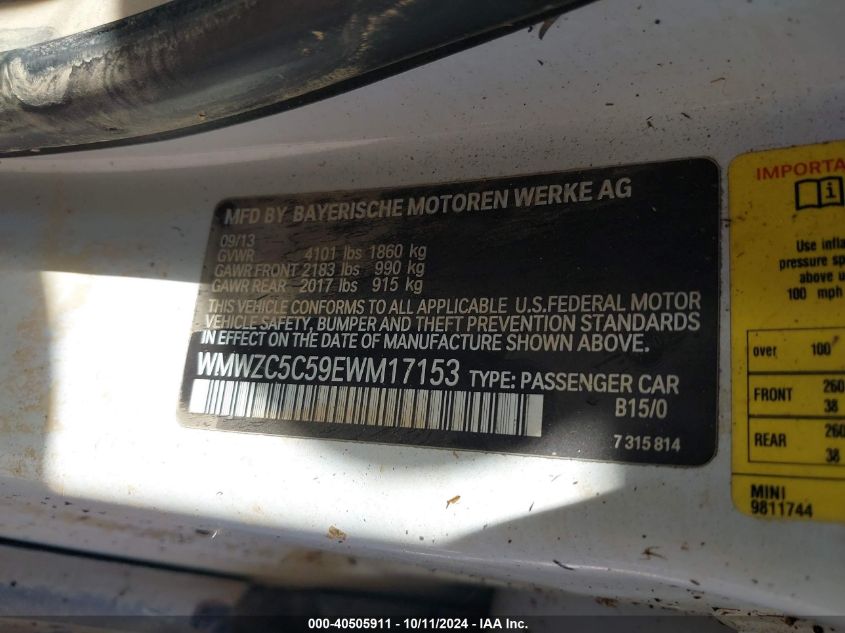 MFD BY BAYERISCHE MOTOREN WERKE AG
09/13
GVWR 4101 lbs 1860 kg
GAWR FRONT 2183 lbs 990 kg
GAWR REAR 2017 lbs 915 kg
THIS VEHICLE CONFORMS TO ALL APPLICABLE U.S.FEDERAL MOTOR
VEHICLE SAFETY, BUMPER AND THEFT PREVENTION STANDARDS
IN EFFECT ON THE DATE OF MANUFACTURE SHOWN ABOVE.
WMWZC5C59EWM17153 TYPE: PASSENGER CAR
B15/0
7 315 814
IMPORTA
i
Use infla
pressure sp
above u
100 mph
over 100
FRONT 260
38
REAR 260
38
MINI
9811744
000-40505911 - 10/11/2024 - IAA Inc.